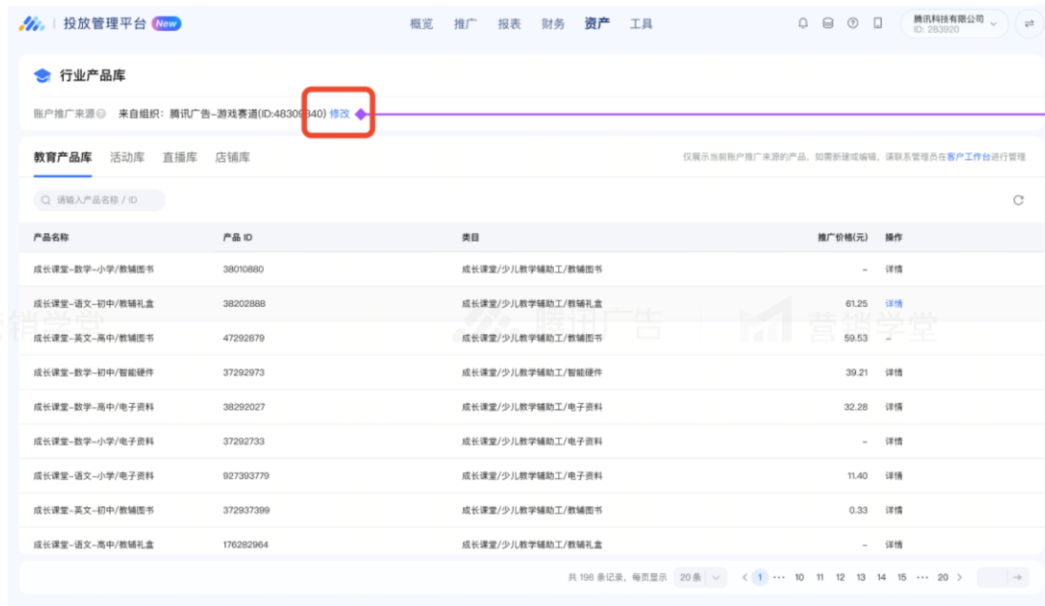 投放管理平台 New 概览 推广 报表 财务 资产 工具 腾讯科技有限公司
ID: 283920
行业产品库
账户推广来源 来自组织：腾讯广告-游戏赛道(ID:48309840) 修改
教育产品库 活动库 直播库 店铺库 仅展示当前账户推广来源的产品，如需新建或编辑，请联系管理员在客户工作台进行管理
请输入产品名称 / ID
产品名称 产品 ID 类目 推广价格(元) 操作
成长课堂-数学-小学/教辅图书 38010880 成长课堂/少儿教学辅助工/教辅图书 - 详情
成长课堂-语文-初中/教辅礼盒 38202888 成长课堂/少儿教学辅助工/教辅礼盒 61.25 详情
成长课堂-英文-高中/教辅图书 47292879 成长课堂/少儿教学辅助工/教辅图书 59.53 -
成长课堂-数学-初中/智能硬件 37292973 成长课堂/少儿教学辅助工/智能硬件 39.21 详情
成长课堂-数学-高中/电子资料 38292027 成长课堂/少儿教学辅助工/电子资料 32.28 详情
成长课堂-数学-小学/电子资料 37292733 成长课堂/少儿教学辅助工/电子资料 - 详情
成长课堂-语文-小学/电子资料 927393779 成长课堂/少儿教学辅助工/电子资料 11.40 详情
成长课堂-英文-初中/教辅图书 372937399 成长课堂/少儿教学辅助工/教辅图书 0.33 详情
成长课堂-语文-高中/教辅礼盒 176282964 成长课堂/少儿教学辅助工/教辅礼盒 - 详情
共 198 条记录，每页显示 20 条 1 ··· 10 11 12 13 14 15 ··· 20
营销学堂 腾讯广告 营销学堂